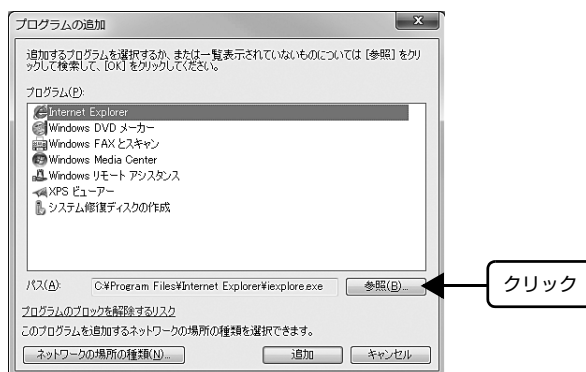 プログラムの追加
追加するプログラムを選択するか、または一覧表示されていないものについては [参照] をクリ
ックして検索して、[OK] をクリックしてください。
プログラム(P):
Internet Explorer
Windows DVD メーカー
Windows FAX とスキャン
Windows Media Center
Windows リモート アシスタンス
XPS ビューアー
システム修復ディスクの作成
パス(A): C:¥Program Files¥Internet Explorer¥iexplore.exe 参照(B)... クリック
プログラムのブロックを解除するリスク
このプログラムを追加するネットワークの場所の種類を選択できます。
ネットワークの場所の種類(N)... 追加 キャンセル